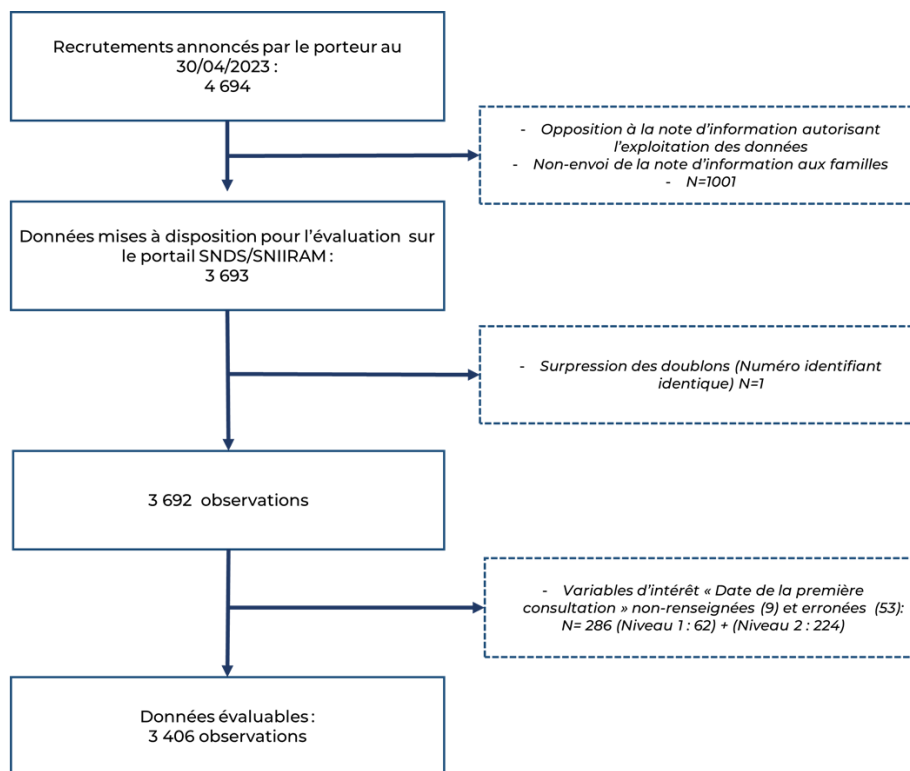 Recrutements annoncés par le porteur au
30/04/2023 :
4 694
- Opposition à la note d'information autorisant
l'exploitation des données
- Non-envoi de la note d'information aux familles
- N=1001
Données mises à disposition pour l'évaluation sur
le portail SNDS/SNIIRAM :
3 693
- Surpression des doublons (Numéro identifiant
identique) N=1
3 692 observations
- Variables d'intérêt « Date de la première
consultation » non-renseignées (9) et erronées (53):
N= 286 (Niveau 1 : 62) + (Niveau 2 : 224)
Données évaluables :
3 406 observations